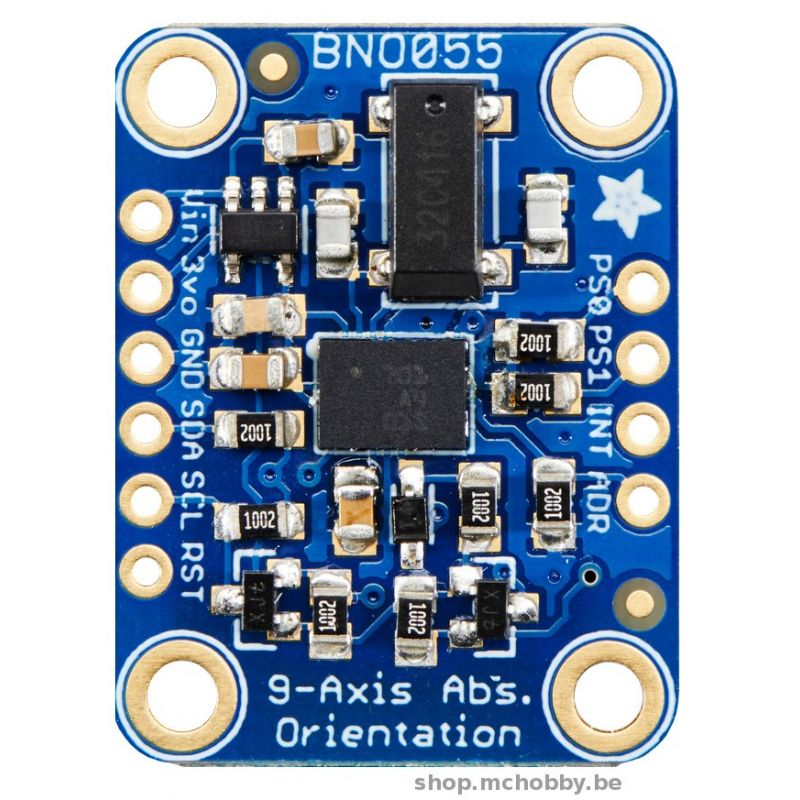 BNO055
32C416
Vin 3vo GND SDA SCL RST
PS0 PS1 INT ADR
1002
1002
1002
1002
1002
1002
1002
1002
9-Axis Abs.
Orientation
shop.mchobby.be